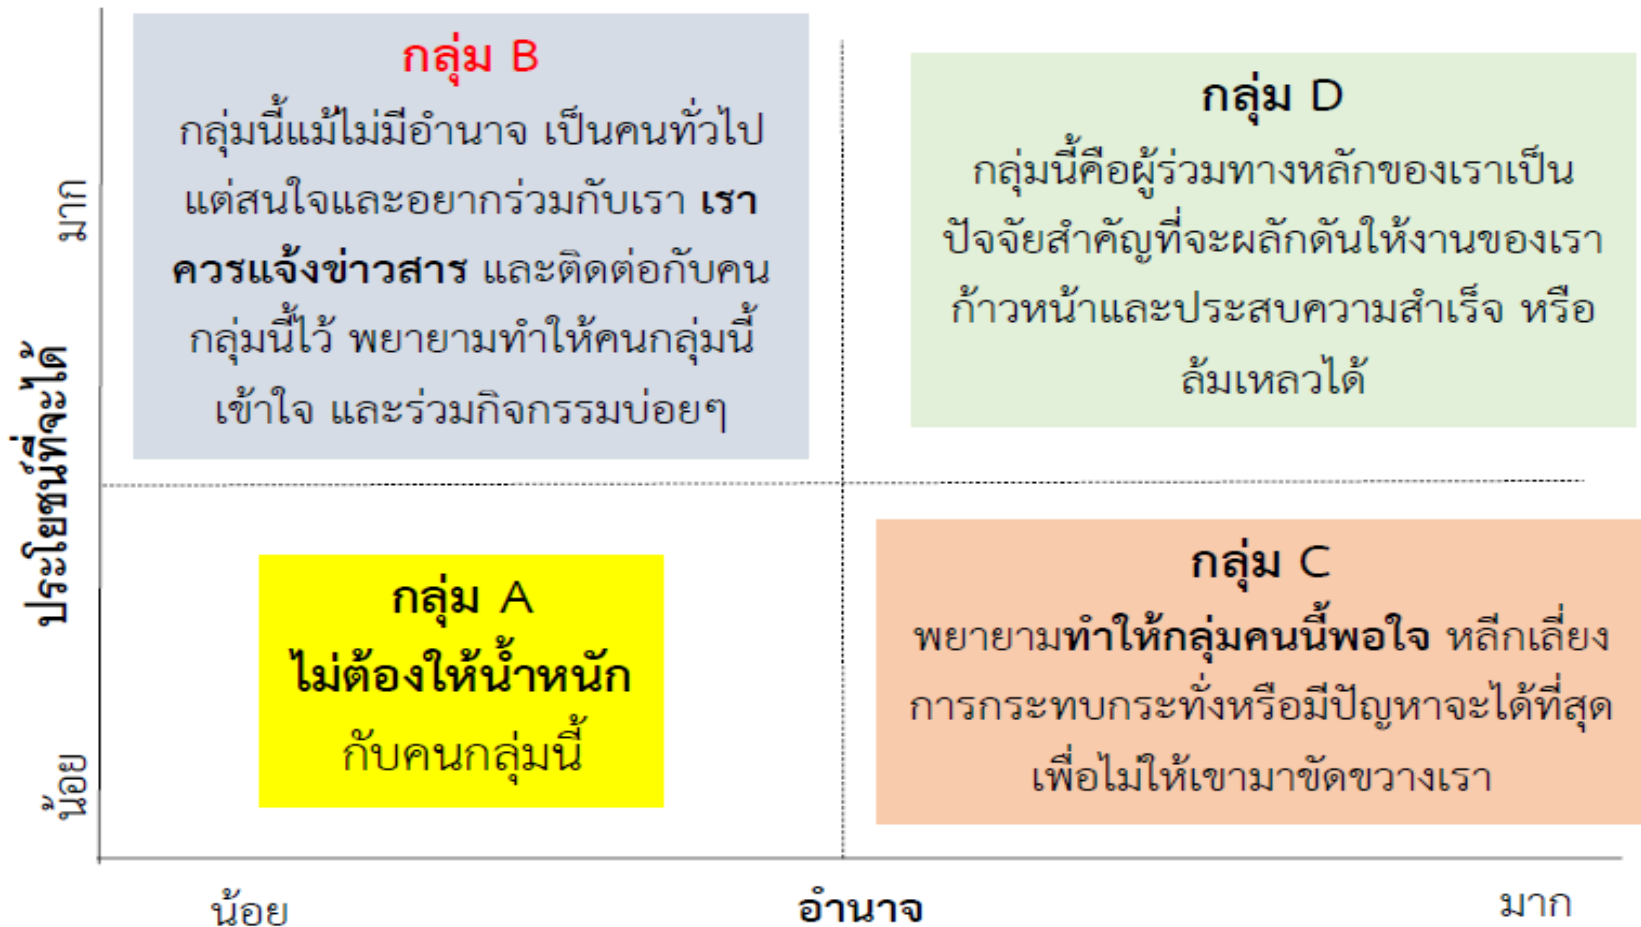 กลุ่ม B
กลุ่มนี้แม้ไม่มีอำนาจ เป็นคนทั่วไป
แต่สนใจและอยากร่วมกับเรา เรา
ควรแจ้งข่าวสาร และติดต่อกับคน
กลุ่มนี้ไว้ พยายามทำให้คนกลุ่มนี้
เข้าใจ และร่วมกิจกรรมบ่อยๆ
กลุ่ม D
กลุ่มนี้คือผู้ร่วมทางหลักของเราเป็น
ปัจจัยสำคัญที่จะผลักดันให้งานของเรา
ก้าวหน้าและประสบความสำเร็จ หรือ
ล้มเหลวได้
มาก
ประโยชน์ที่จะได้
น้อย
กลุ่ม A
ไม่ต้องให้น้ำหนัก
กับคนกลุ่มนี้
กลุ่ม C
พยายามทำให้กลุ่มคนนี้พอใจ หลีกเลี่ยง
การกระทบกระทั่งหรือมีปัญหาจะได้ที่สุด
เพื่อไม่ให้เขามาขัดขวางเรา
น้อย
อำนาจ
มาก